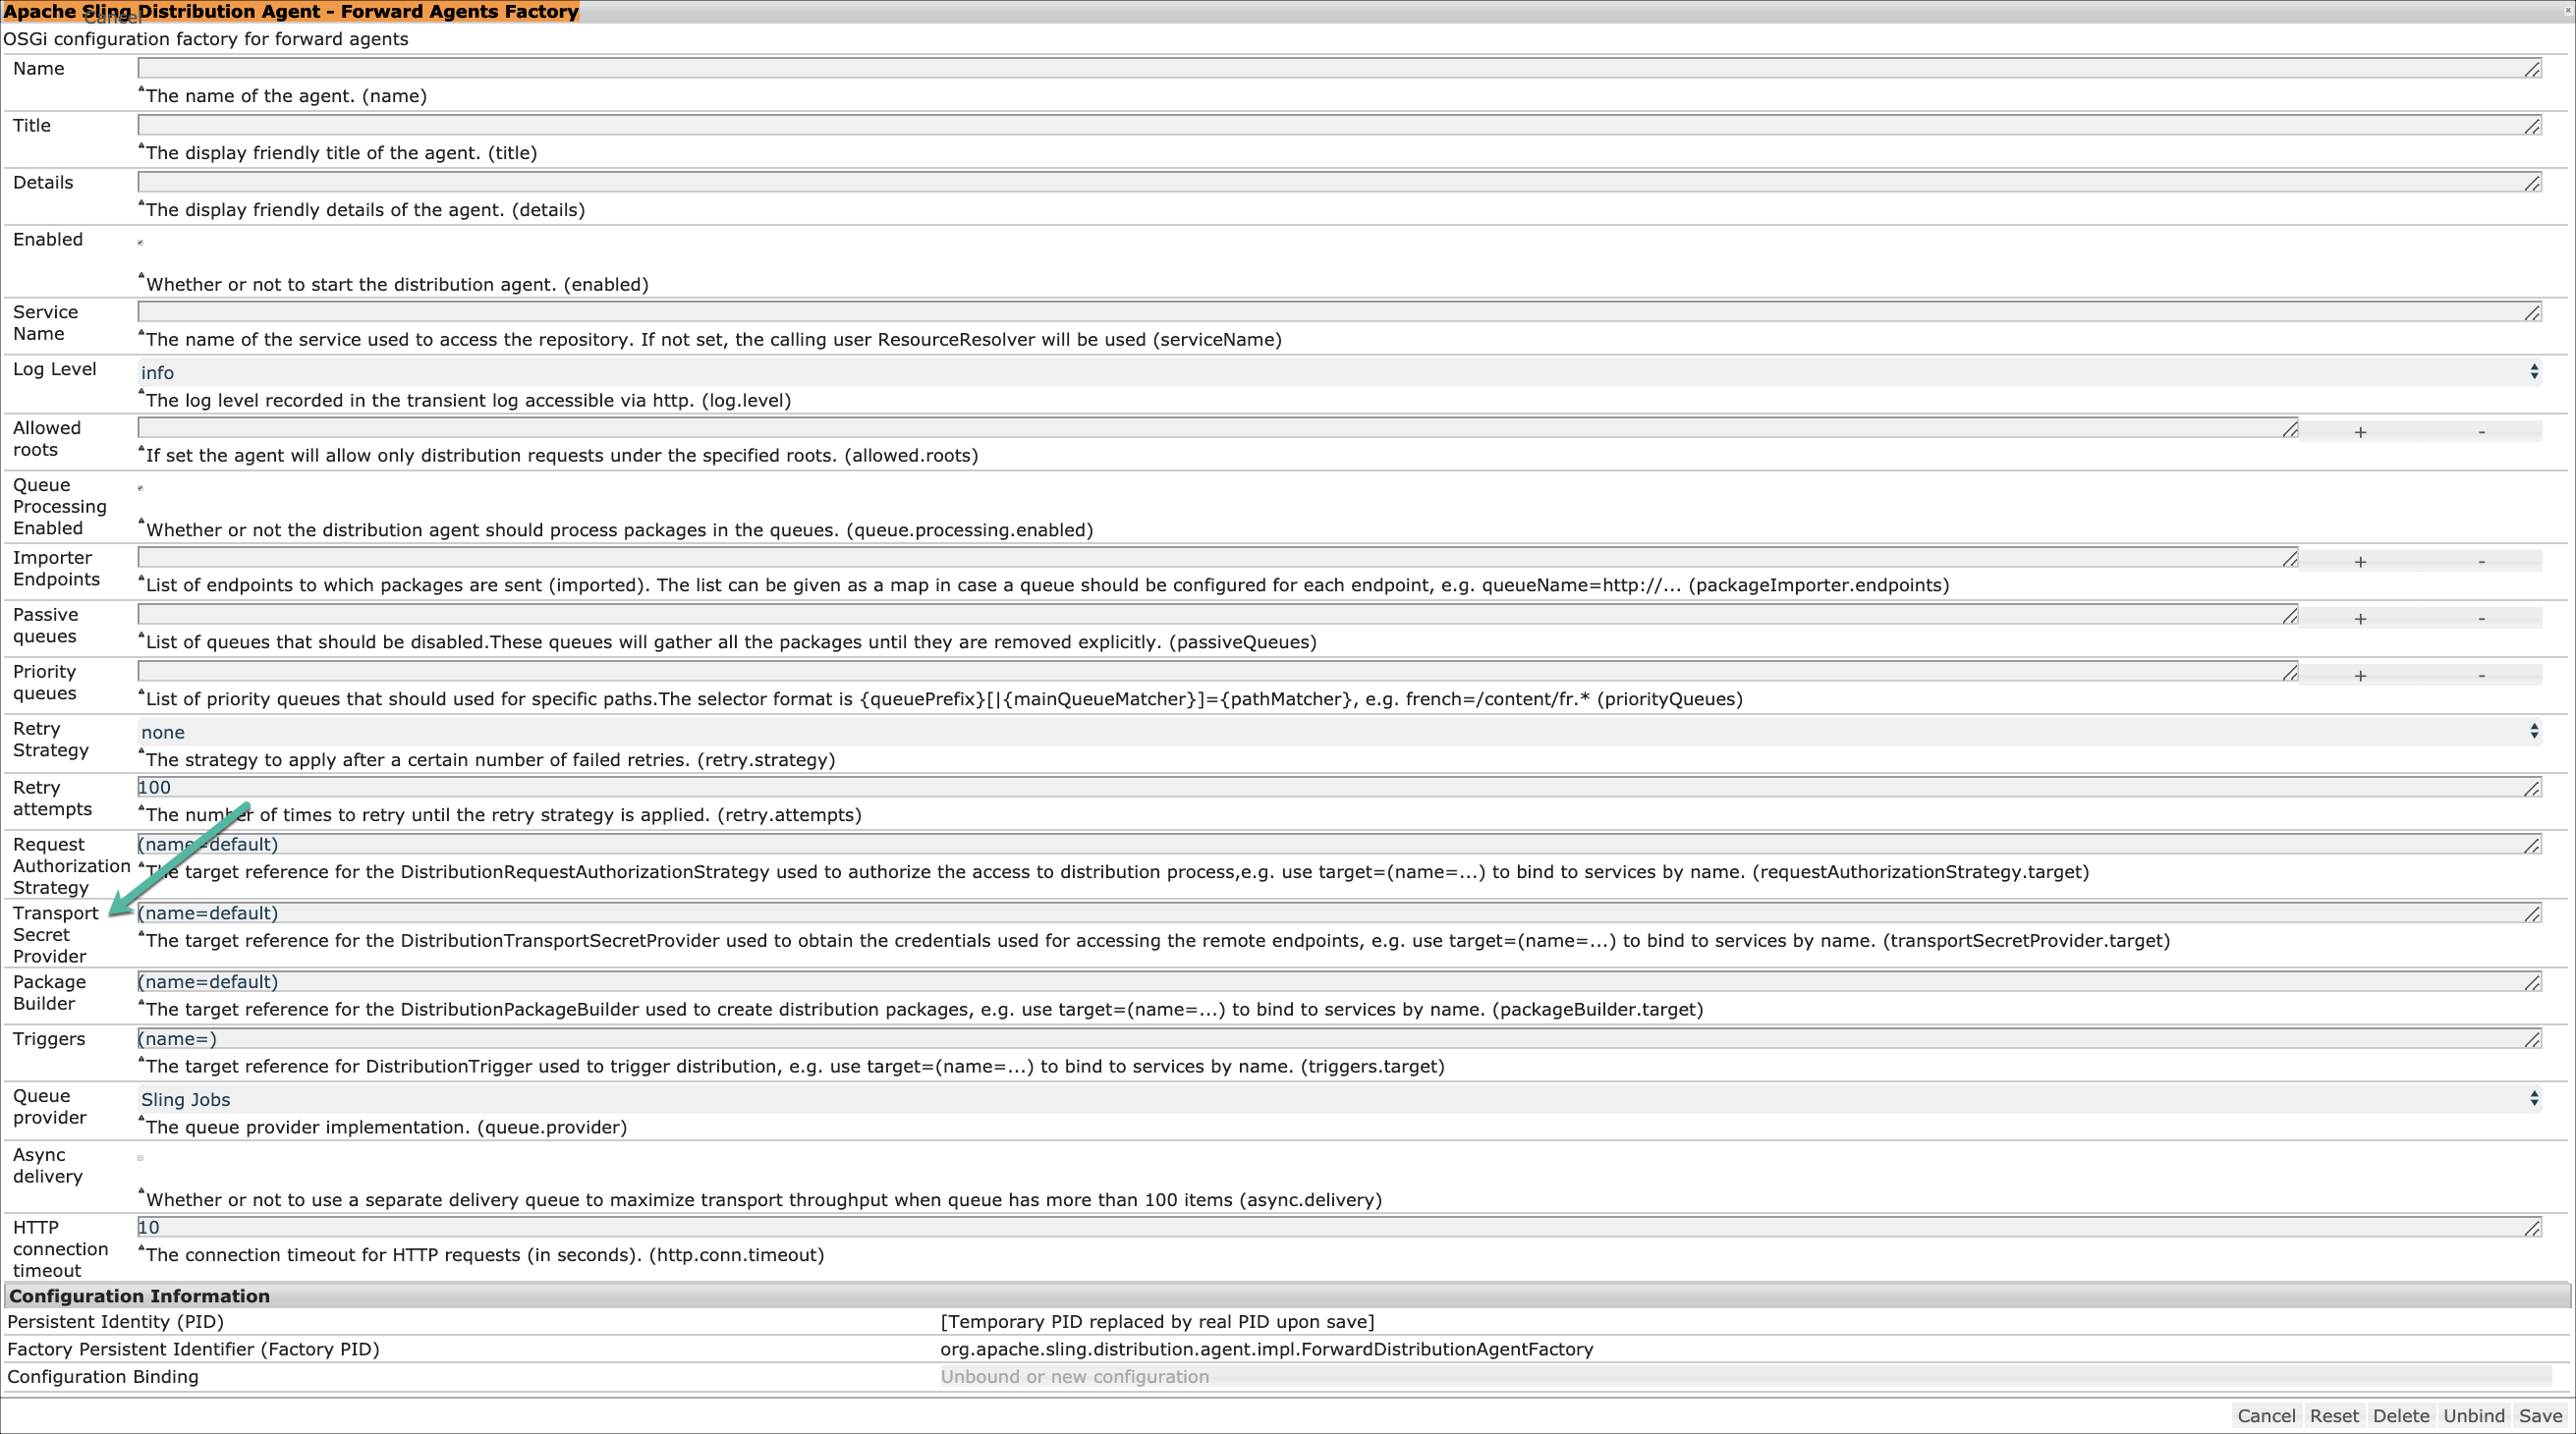 Apache Sling Distribution Agent - Forward Agents Factory
Cancel
OSGi configuration factory for forward agents
Name
The name of the agent. (name)
Title
The display friendly title of the agent. (title)
Details
The display friendly details of the agent. (details)
Enabled
Whether or not to start the distribution agent. (enabled)
Service
Name
The name of the service used to access the repository. If not set, the calling user ResourceResolver will be used (serviceName)
Log Level
info
The log level recorded in the transient log accessible via http. (log.level)
Allowed
roots
+ -
If set the agent will allow only distribution requests under the specified roots. (allowed.roots)
Queue
Processing
Enabled
Whether or not the distribution agent should process packages in the queues. (queue.processing.enabled)
Importer
Endpoints
+ -
List of endpoints to which packages are sent (imported). The list can be given as a map in case a queue should be configured for each endpoint, e.g. queueName=http://... (packageImporter.endpoints)
Passive
queues
+ -
List of queues that should be disabled.These queues will gather all the packages until they are removed explicitly. (passiveQueues)
Priority
queues
+ -
List of priority queues that should used for specific paths.The selector format is {queuePrefix}[|{mainQueueMatcher}]={pathMatcher}, e.g. french=/content/fr.* (priorityQueues)
Retry
Strategy
none
The strategy to apply after a certain number of failed retries. (retry.strategy)
Retry
attempts
100
The number of times to retry until the retry strategy is applied. (retry.attempts)
Request
Authorization
Strategy
(name=default)
The target reference for the DistributionRequestAuthorizationStrategy used to authorize the access to distribution process,e.g. use target=(name=...) to bind to services by name. (requestAuthorizationStrategy.target)
Transport
Secret
Provider
(name=default)
The target reference for the DistributionTransportSecretProvider used to obtain the credentials used for accessing the remote endpoints, e.g. use target=(name=...) to bind to services by name. (transportSecretProvider.target)
Package
Builder
(name=default)
The target reference for the DistributionPackageBuilder used to create distribution packages, e.g. use target=(name=...) to bind to services by name. (packageBuilder.target)
Triggers
(name=)
The target reference for DistributionTrigger used to trigger distribution, e.g. use target=(name=...) to bind to services by name. (triggers.target)
Queue
provider
Sling Jobs
The queue provider implementation. (queue.provider)
Async
delivery
Whether or not to use a separate delivery queue to maximize transport throughput when queue has more than 100 items (async.delivery)
HTTP
connection
timeout
10
The connection timeout for HTTP requests (in seconds). (http.conn.timeout)
Configuration Information
Persistent Identity (PID) [Temporary PID replaced by real PID upon save]
Factory Persistent Identifier (Factory PID) org.apache.sling.distribution.agent.impl.ForwardDistributionAgentFactory
Configuration Binding Unbound or new configuration
Cancel Reset Delete Unbind Save